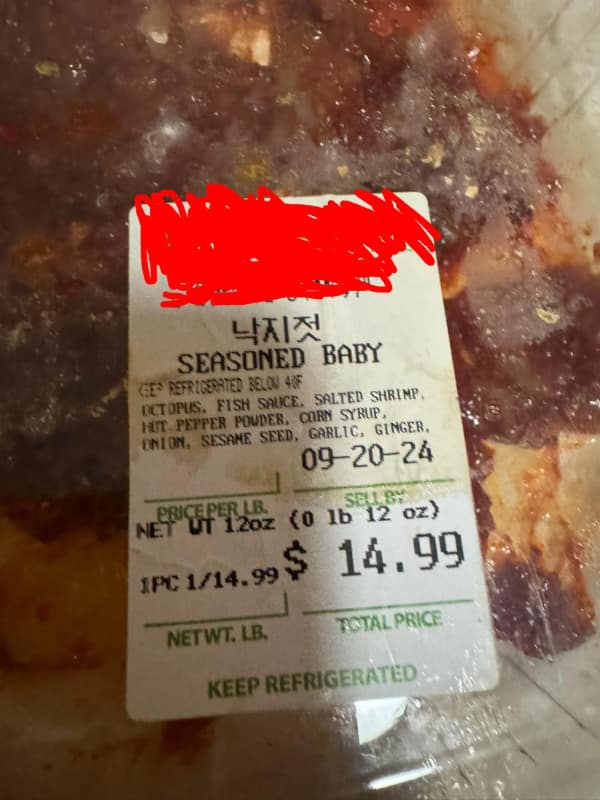 낙지젓
SEASONED BABY
KEEP REFRIGERATED BELOW 40F
OCTOPUS, FISH SAUCE, SALTED SHRIMP,
HOT PEPPER POWDER, CORN SYRUP,
ONION, SESAME SEED, GARLIC, GINGER,
09-20-24
PRICE PER LB. SELL BY
NET WT 12oz (0 lb 12 oz)
1PC 1/14.99 $ 14.99
NET WT. LB. TOTAL PRICE
KEEP REFRIGERATED